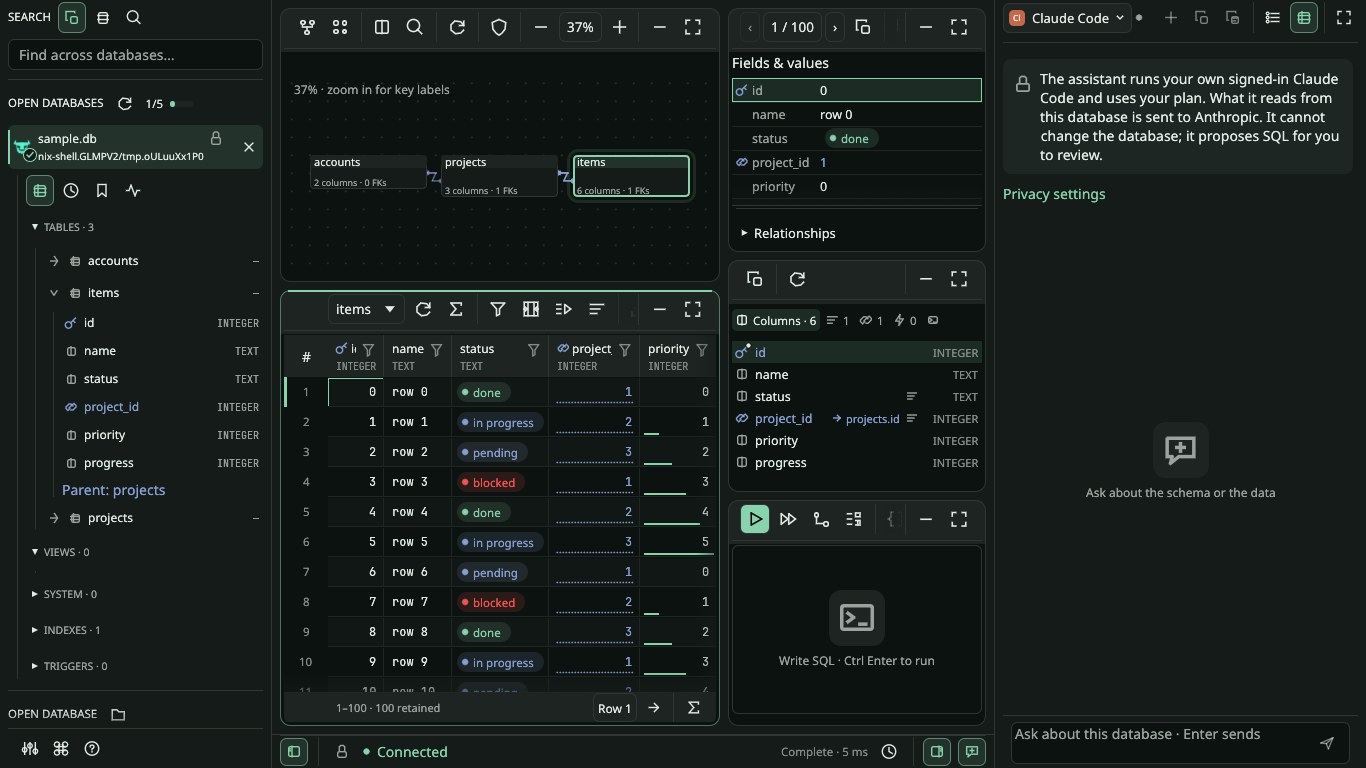 SEARCH
Find across databases...
OPEN DATABASES 1/5
sample.db
nix-shell.GLMPV2/tmp.oULuuXx1P0
TABLES · 3
accounts –
items –
id INTEGER
name TEXT
status TEXT
project_id INTEGER
priority INTEGER
progress INTEGER
Parent: projects
projects –
VIEWS · 0
SYSTEM · 0
INDEXES · 1
TRIGGERS · 0
OPEN DATABASE
37%
37% · zoom in for key labels
accounts
2 columns · 0 FKs
projects
3 columns · 1 FKs
items
6 columns · 1 FKs
items
# name status project priority
INTEGER TEXT TEXT INTEGER INTEGER
1 0 row 0 done 1 0
2 1 row 1 in progress 2 1
3 2 row 2 pending 3 2
4 3 row 3 blocked 1 3
5 4 row 4 done 2 4
6 5 row 5 in progress 3 5
7 6 row 6 pending 1 0
8 7 row 7 blocked 2 1
9 8 row 8 done 3 2
10 9 row 9 in progress 1 3
11 10 row 10 pending 2 4
1–100 · 100 retained Row 1
Connected
Complete · 5 ms
1 / 100
Fields & values
id 0
name row 0
status done
project_id 1
priority 0
Relationships
Columns · 6 1 1 0
id INTEGER
name TEXT
status TEXT
project_id projects.id INTEGER
priority INTEGER
progress INTEGER
Write SQL · Ctrl Enter to run
Cl Claude Code
The assistant runs your own signed-in Claude
Code and uses your plan. What it reads from
this database is sent to Anthropic. It cannot
change the database; it proposes SQL for you
to review.
Privacy settings
Ask about the schema or the data
Ask about this database · Enter sends